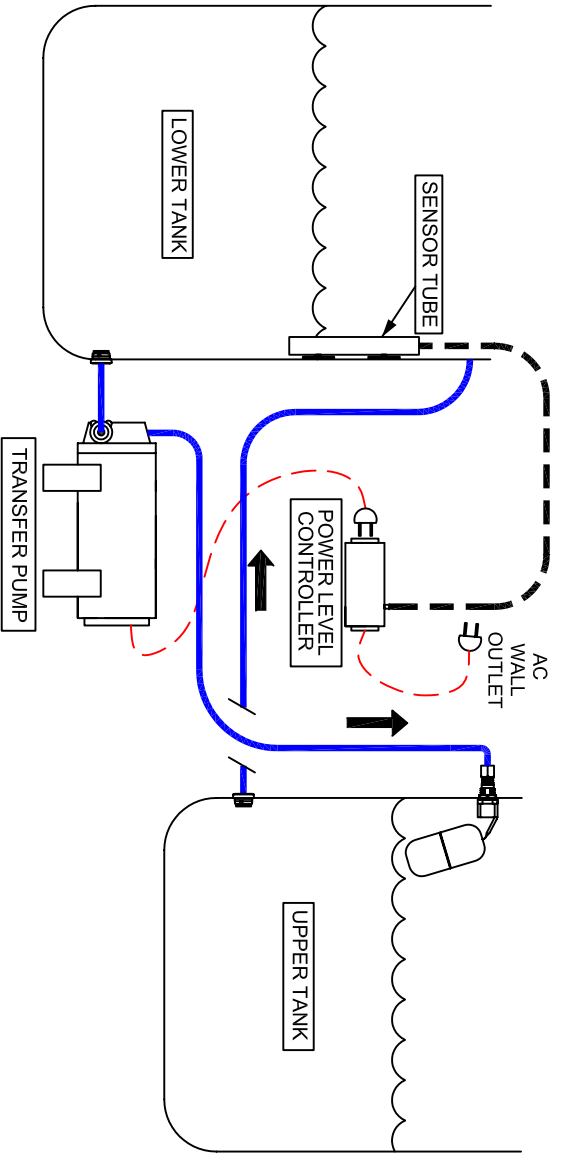 LOWER TANK
SENSOR TUBE
TRANSFER PUMP
POWER LEVEL
CONTROLLER
AC
WALL
OUTLET
UPPER TANK